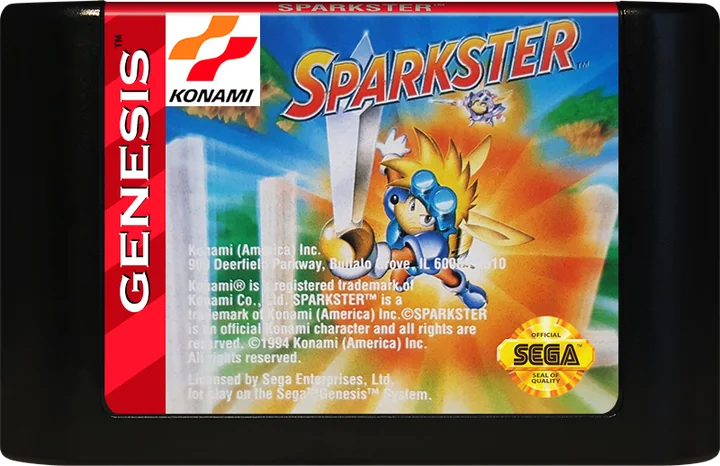 SPARKSTER™
GENESIS™
KONAMI
SPARKSTER™
Konami (America) Inc.
Deerfield Parkway, Buffalo Grove, IL
Konami® is a registered trademark of
Konami Co., Ltd. SPARKSTER™ is a
trademark of Konami (America) Inc.©SPARKSTER
is an official Konami character and all rights are
reserved. ©1994 Konami (America) Inc.
All rights reserved.
Licensed by Sega Enterprises, Ltd.
for play on the Sega™ Genesis™ System.
OFFICIAL
SEGA
SEAL OF
QUALITY